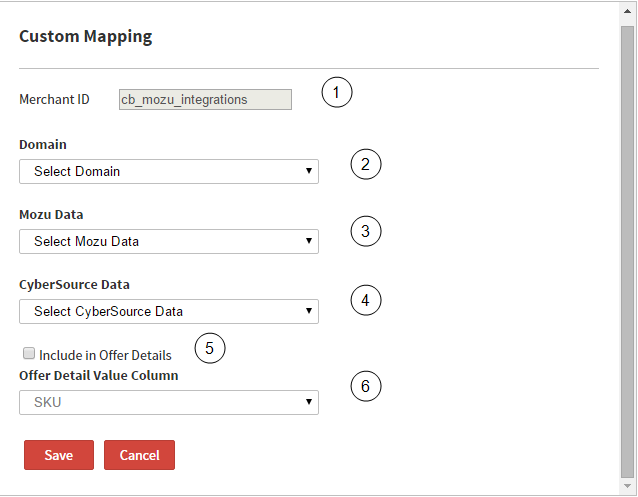 Custom Mapping
Merchant ID cb_mozu_integrations 1
Domain
Select Domain 2
Mozu Data
Select Mozu Data 3
CyberSource Data
Select CyberSource Data 4
Include in Offer Details 5
Offer Detail Value Column
SKU 6
Save Cancel